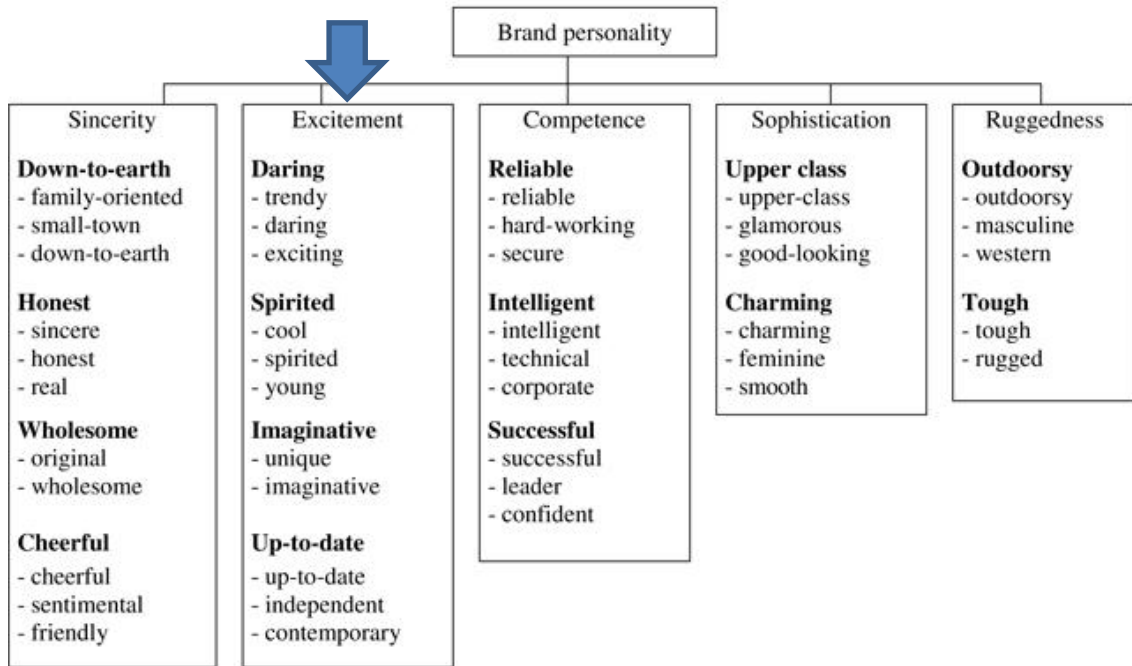 Brand personality
Sincerity
Down-to-earth
- family-oriented
- small-town
- down-to-earth
Honest
- sincere
- honest
- real
Wholesome
- original
- wholesome
Cheerful
- cheerful
- sentimental
- friendly
Excitement
Daring
- trendy
- daring
- exciting
Spirited
- cool
- spirited
- young
Imaginative
- unique
- imaginative
Up-to-date
- up-to-date
- independent
- contemporary
Competence
Reliable
- reliable
- hard-working
- secure
Intelligent
- intelligent
- technical
- corporate
Successful
- successful
- leader
- confident
Sophistication
Upper class
- upper-class
- glamorous
- good-looking
Charming
- charming
- feminine
- smooth
Ruggedness
Outdoorsy
- outdoorsy
- masculine
- western
Tough
- tough
- rugged